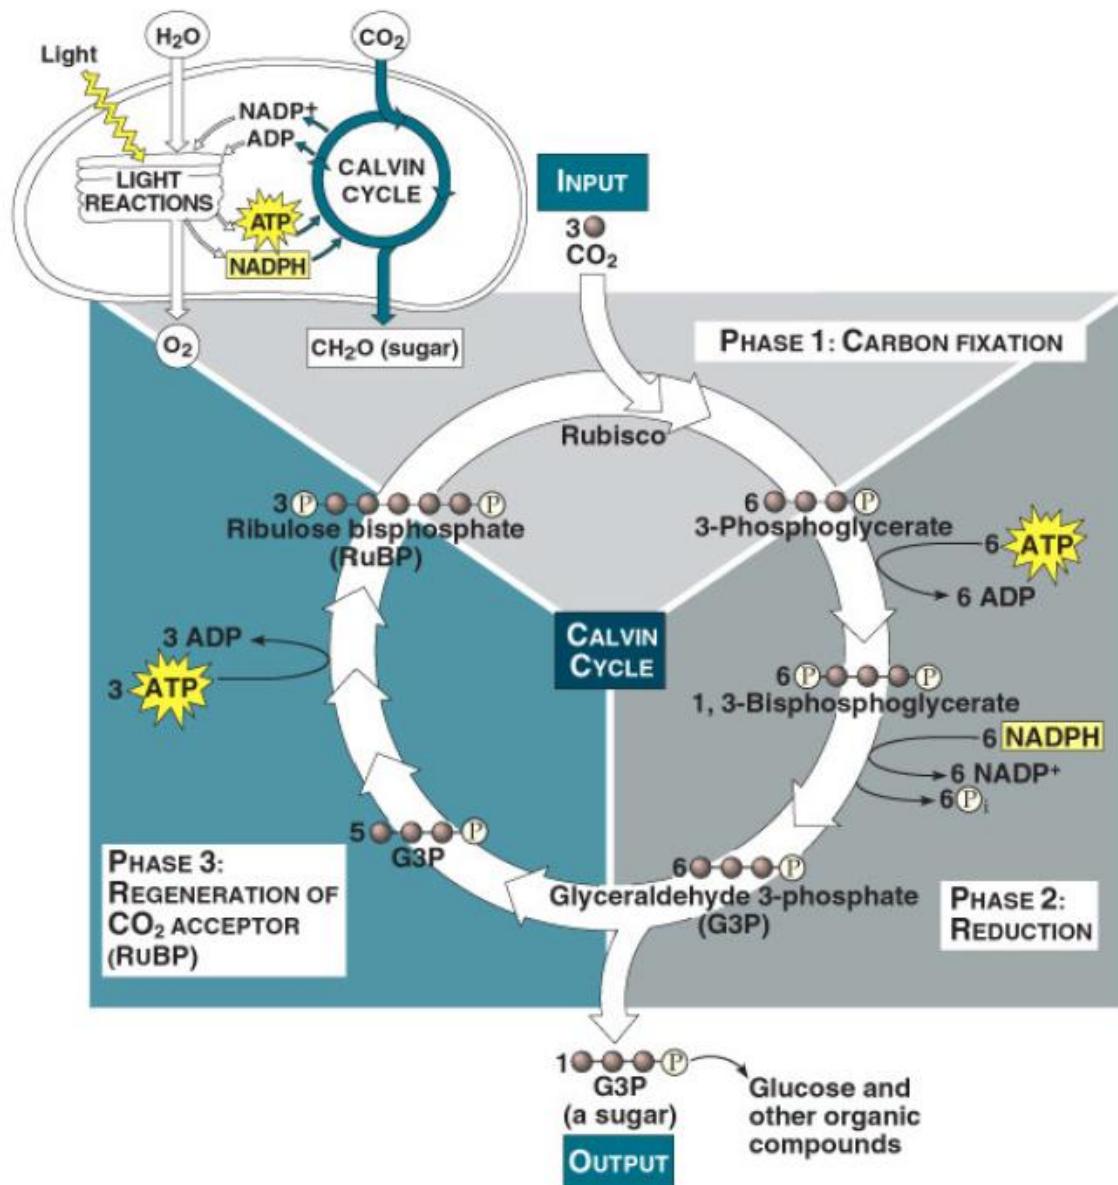 H₂O
CO₂
Light
NADP⁺
ADP
CALVIN
CYCLE
LIGHT
REACTIONS
ATP
NADPH
O₂
CH₂O (sugar)
INPUT
3
CO₂
PHASE 1: CARBON FIXATION
Rubisco
3 P P
Ribulose bisphosphate
(RuBP)
6 P
3-Phosphoglycerate
6 ATP
6 ADP
CALVIN
CYCLE
3 ADP
3 ATP
6 P P
1, 3-Bisphosphoglycerate
6 NADPH
6 NADP⁺
6 Pᵢ
5 P
G3P
6 P
Glyceraldehyde 3-phosphate
(G3P)
PHASE 3:
REGENERATION OF
CO₂ ACCEPTOR
(RUBP)
PHASE 2:
REDUCTION
1 P
G3P
(a sugar)
Glucose and
other organic
compounds
OUTPUT